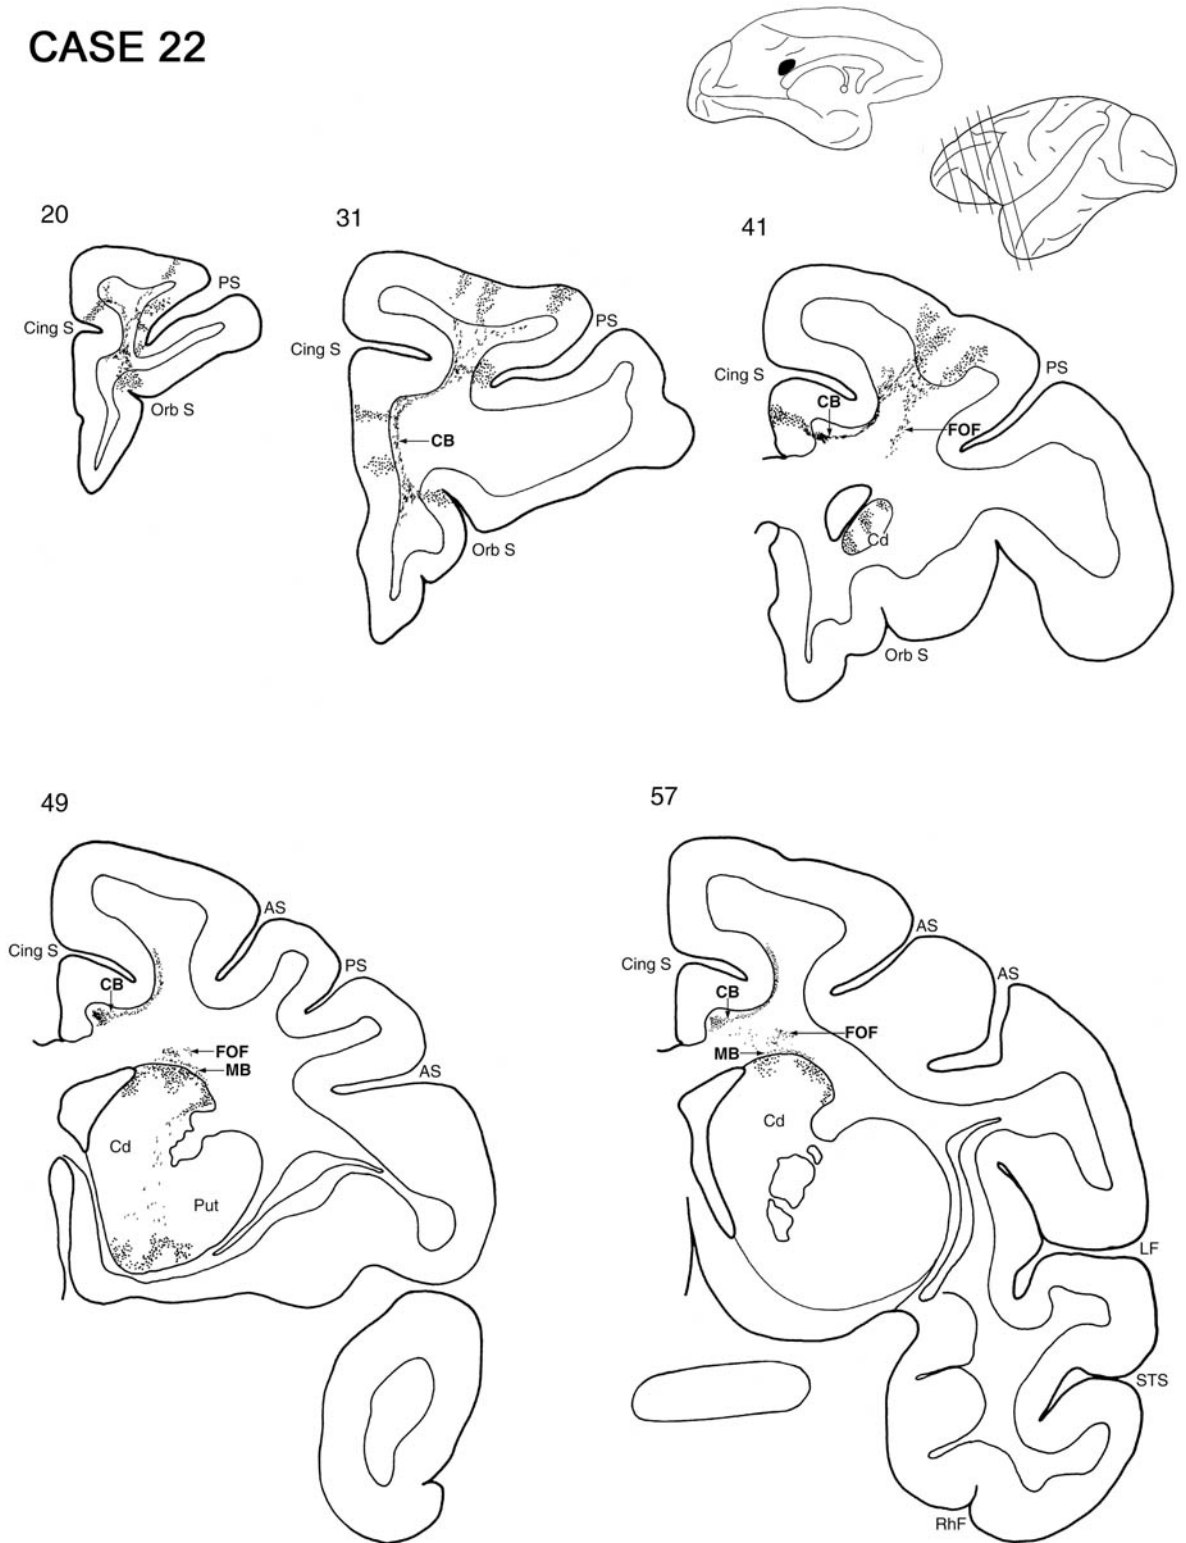 CASE 22
20
PS
Cing S
Orb S
31
PS
Cing S
CB
Orb S
41
Cing S
PS
CB
FOF
Cd
Orb S
49
AS
Cing S
PS
CB
FOF
MB
AS
Cd
Put
57
AS
Cing S
AS
CB
FOF
MB
Cd
LF
STS
RhF